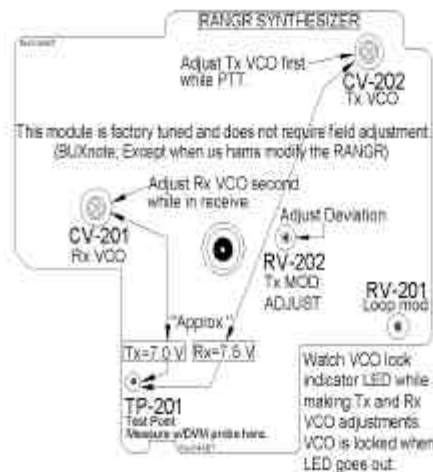 RANGR SYNTHESIZER
Adjust Tx VCO first
while PTT.
CV-202
Tx VCO
This module is factory tuned and does not require field adjustment.
(BUXnote; Except when us hams modify the RANGR)
Adjust Rx VCO second
while in receive.
CV-201
Rx VCO
Adjust Deviation
RV-202
Tx MOD
ADJUST
RV-201
Loop mod
"Approx"
Tx=7.0 V
Rx=7.5 V
TP-201
Test Point
Measure w/DVM probe here.
Watch VCO lock
indicator LED while
making Tx and Rx
VCO adjustments.
VCO is locked when
LED goes out.